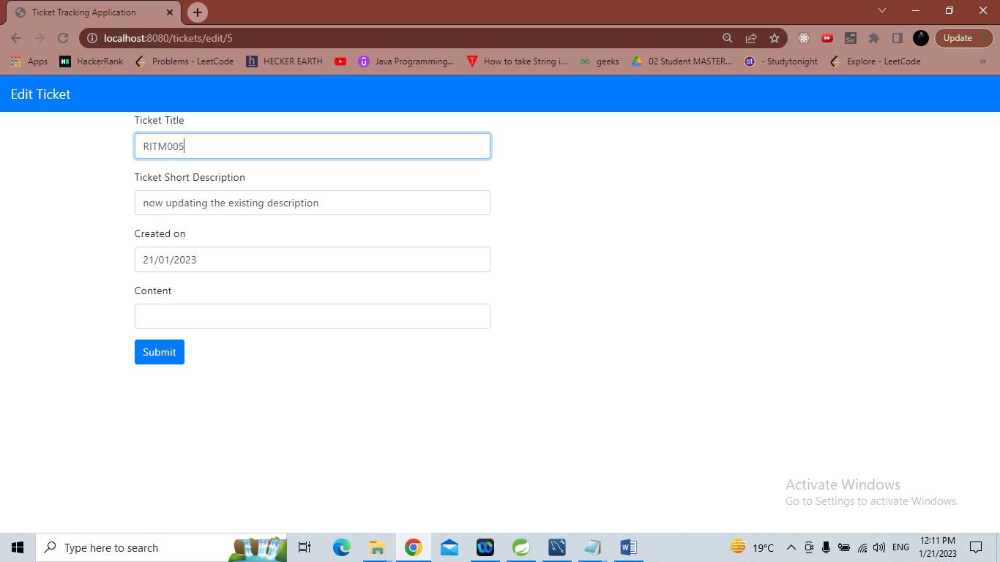 Ticket Tracking Application
localhost:8080/tickets/edit/5
Se
Update
Apps
HackerRank
Problems - LeetCode
h
HECKER EARTH
Java Programming...
How to take String i...
geeks
02 Student MASTER...
st
- Studytonight
Explore - LeetCode
»
Edit Ticket
Ticket Title
RITM005
Ticket Short Description
now updating the existing description
Created on
21/01/2023
Content
Submit
Activate Windows
Go to Settings to activate Windows.
Type here to search
19°C
ENG
12:11 PM
1/21/2023